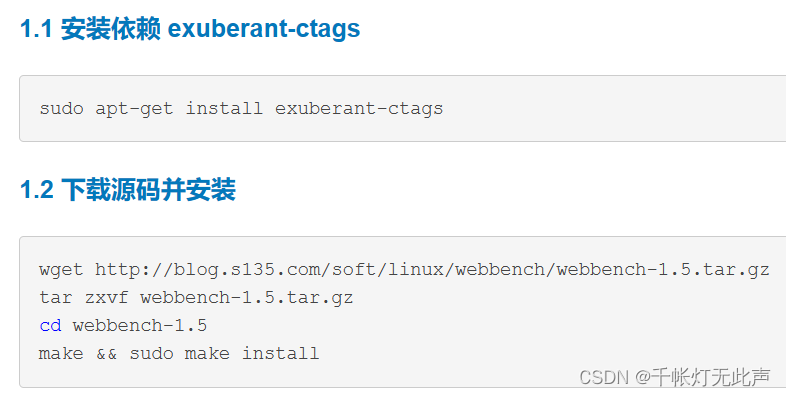 1.1 安装依赖 exuberant-ctags
sudo apt-get install exuberant-ctags
1.2 下载源码并安装
wget http://blog.s135.com/soft/linux/webbench/webbench-1.5.tar.gz
tar zxvf webbench-1.5.tar.gz
cd webbench-1.5
make && sudo make install
CSDN @千帐灯无此声